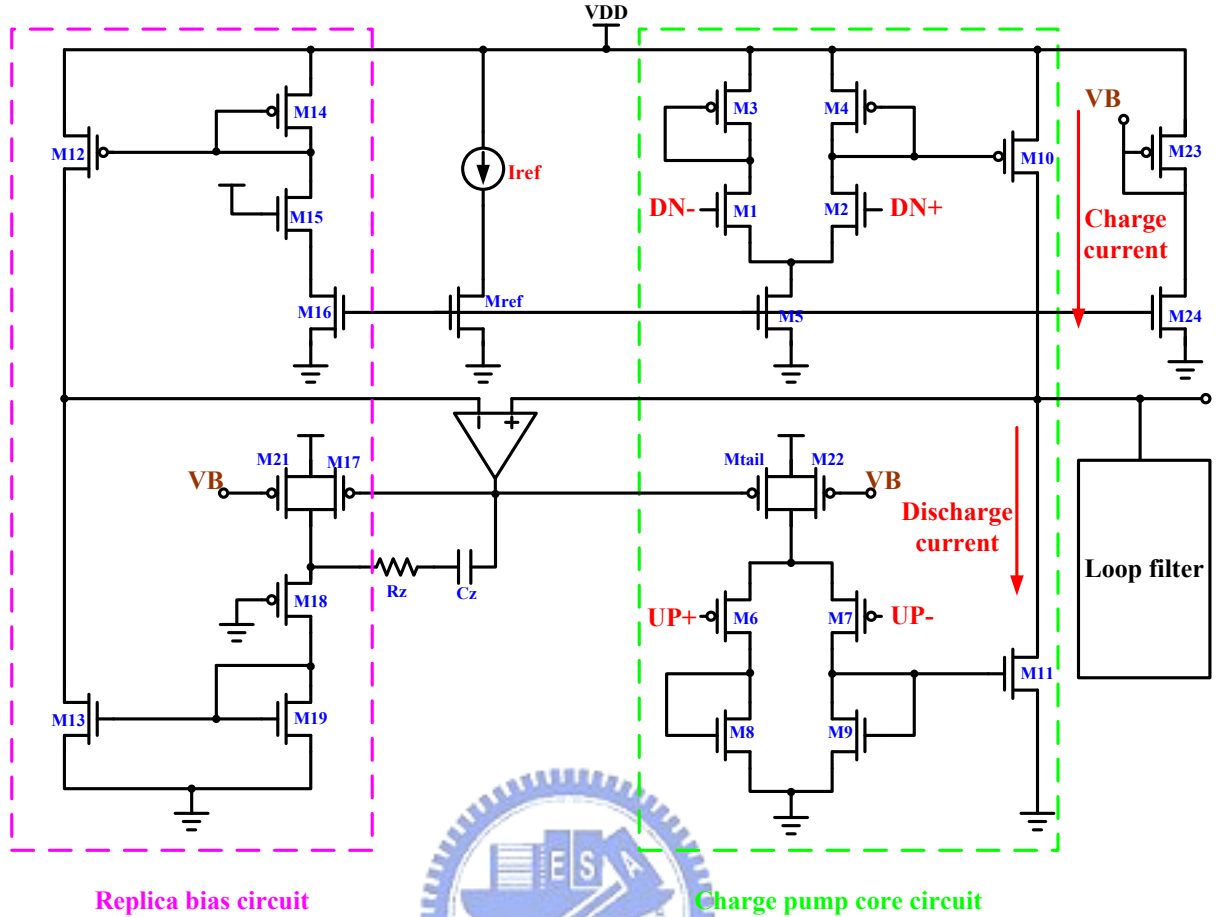 VDD
M14
M3
M4
VB
M12
Iref
M10
M23
M15
DN-
M1
M2
DN+
Charge
current
M16
Mref
M5
M24
-
+
M21
M17
Mtail
M22
VB
VB
Discharge
current
Rz
Cz
M18
UP+
M6
M7
UP-
Loop filter
M11
M13
M19
M8
M9
E S A
Replica bias circuit
Charge pump core circuit